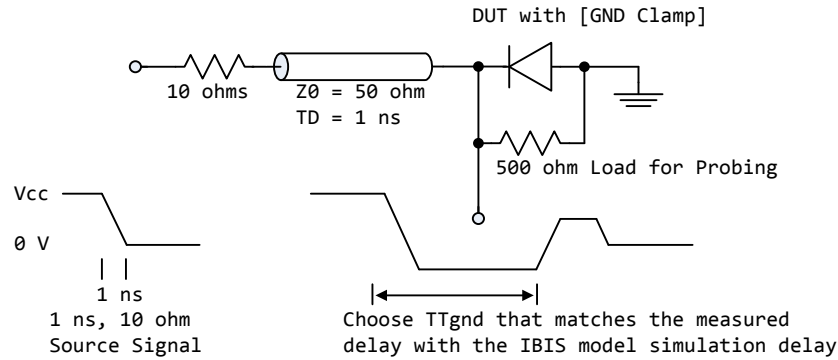 DUT with [GND Clamp]
10 ohms
Z0 = 50 ohm
TD = 1 ns
500 ohm Load for Probing
Vcc
0 V
1 ns
1 ns, 10 ohm
Source Signal
Choose TTgnd that matches the measured
delay with the IBIS model simulation delay